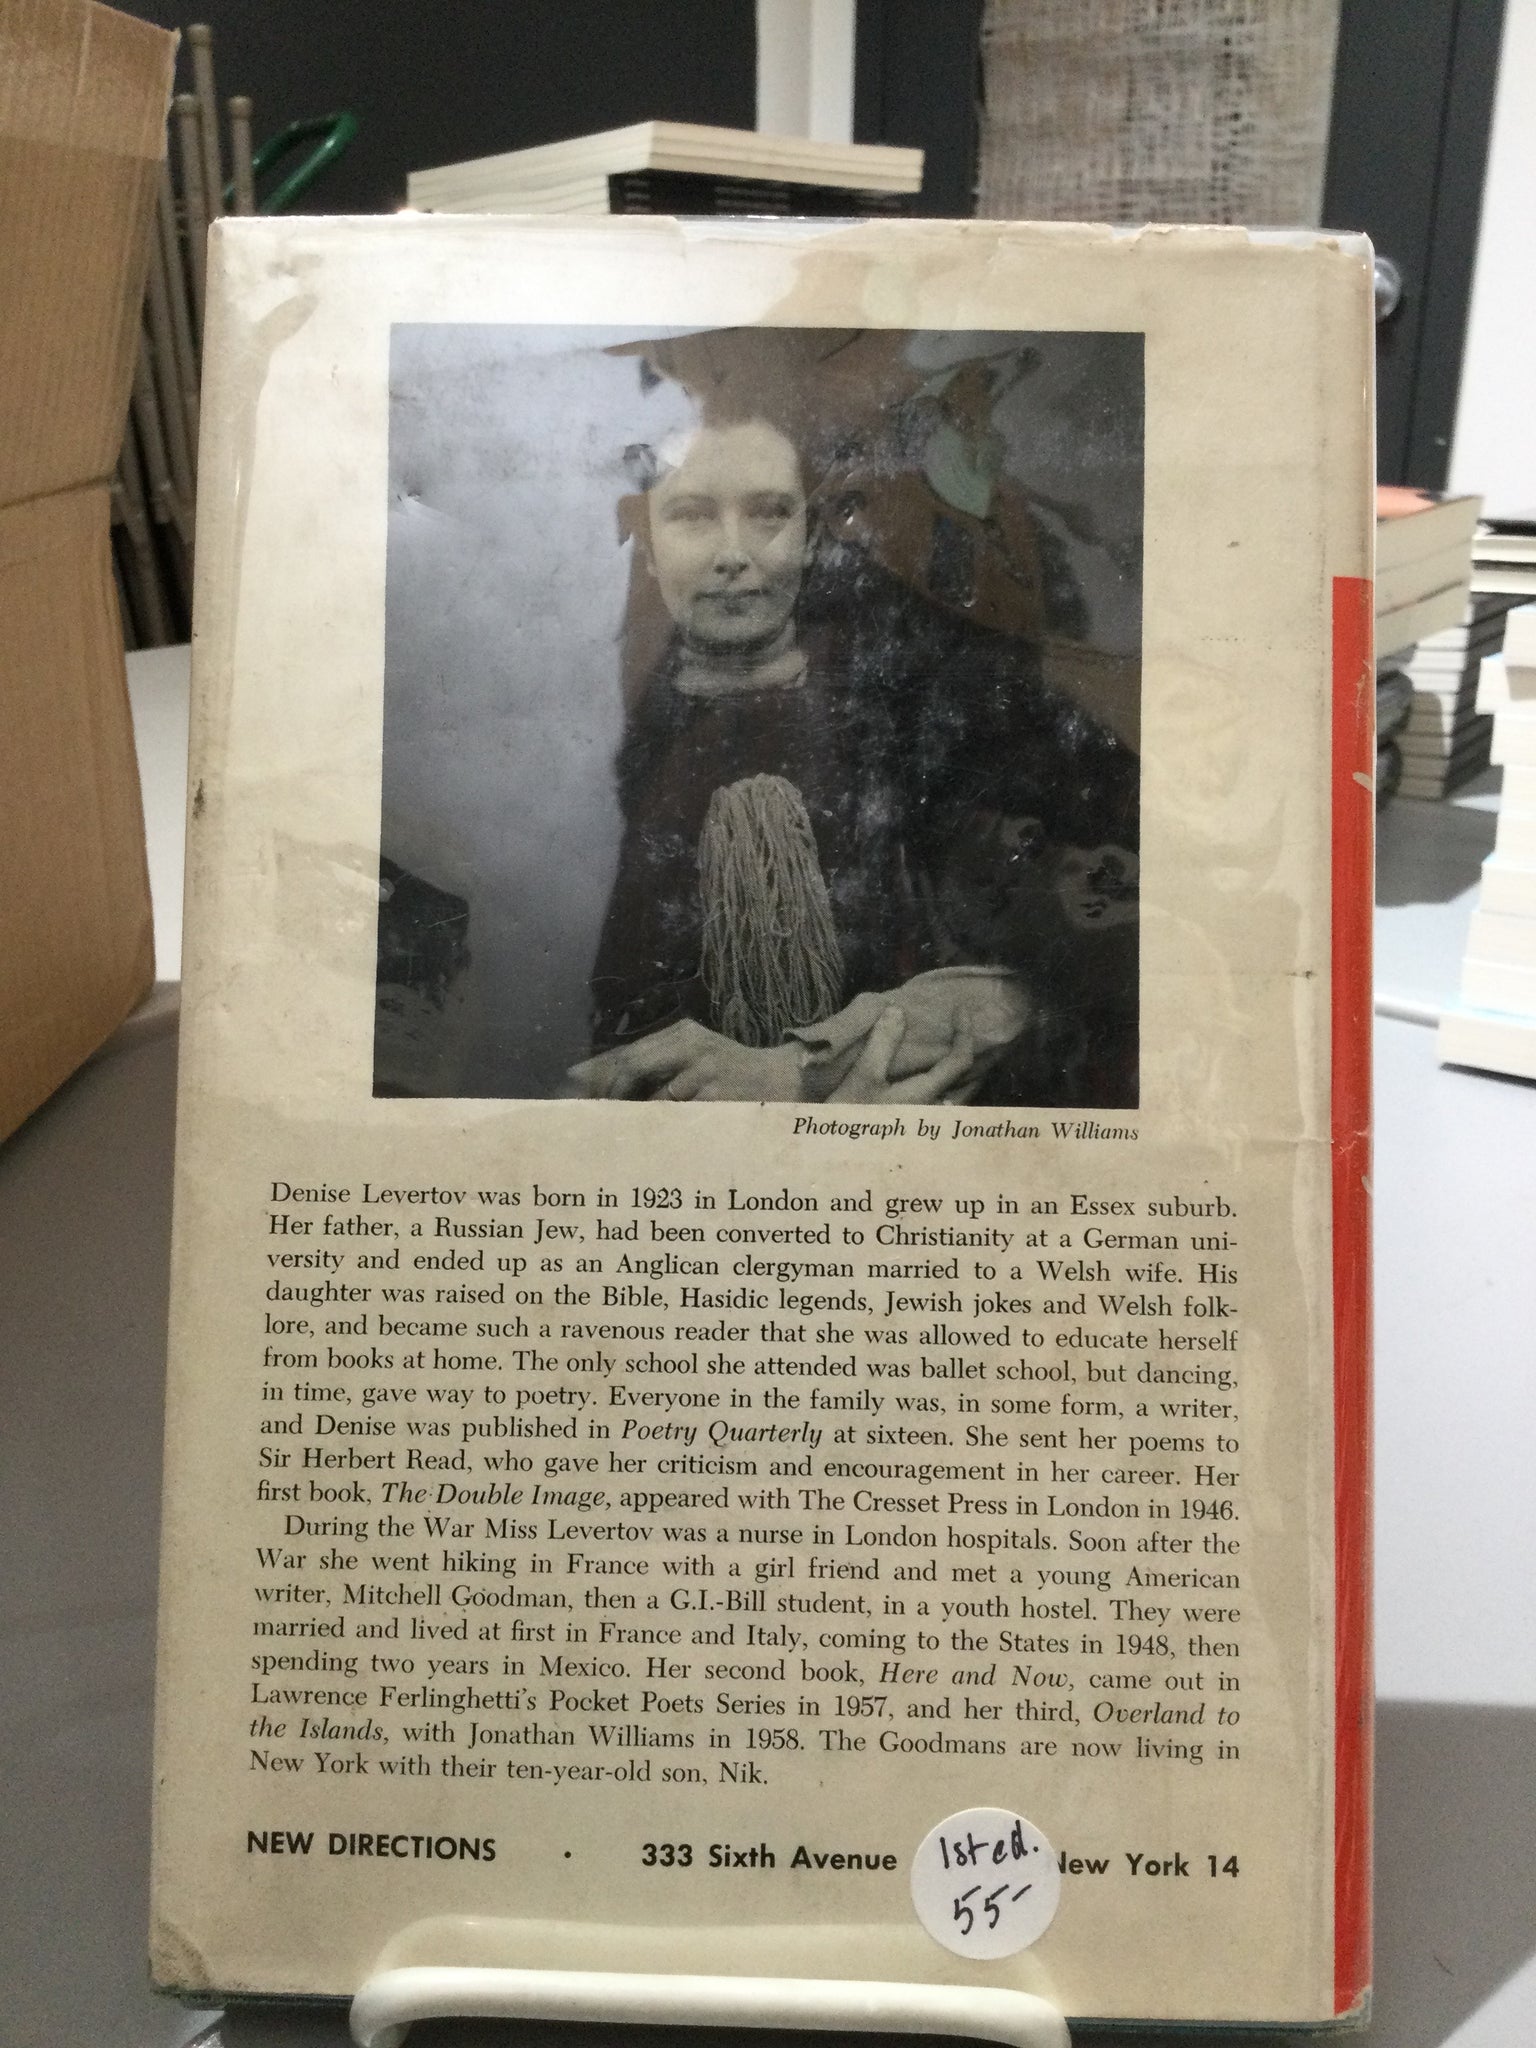 Photograph by Jonathan Williams
Denise Levertov was born in 1923 in London and grew up in an Essex suburb.
Her father, a Russian Jew, had been converted to Christianity at a German uni-
versity and ended up as an Anglican clergyman married to a Welsh wife. His
daughter was raised on the Bible, Hasidic legends, Jewish jokes and Welsh folk-
lore, and became such a ravenous reader that she was allowed to educate herself
from books at home. The only school she attended was ballet school, but dancing,
in time, gave way to poetry. Everyone in the family was, in some form, a writer,
and Denise was published in Poetry Quarterly at sixteen. She sent her poems to
Sir Herbert Read, who gave her criticism and encouragement in her career. Her
first book, The Double Image, appeared with The Cresset Press in London in 1946.
During the War Miss Levertov was a nurse in London hospitals. Soon after the
War she went hiking in France with a girl friend and met a young American
writer, Mitchell Goodman, then a G.I.-Bill student, in a youth hostel. They were
married and lived at first in France and Italy, coming to the States in 1948, then
spending two years in Mexico. Her second book, Here and Now, came out in
Lawrence Ferlinghetti's Pocket Poets Series in 1957, and her third, Overland to
the Islands, with Jonathan Williams in 1958. The Goodmans are now living in
New York with their ten-year-old son, Nik.
NEW DIRECTIONS · 333 Sixth Avenue New York 14
1st ed.
55-